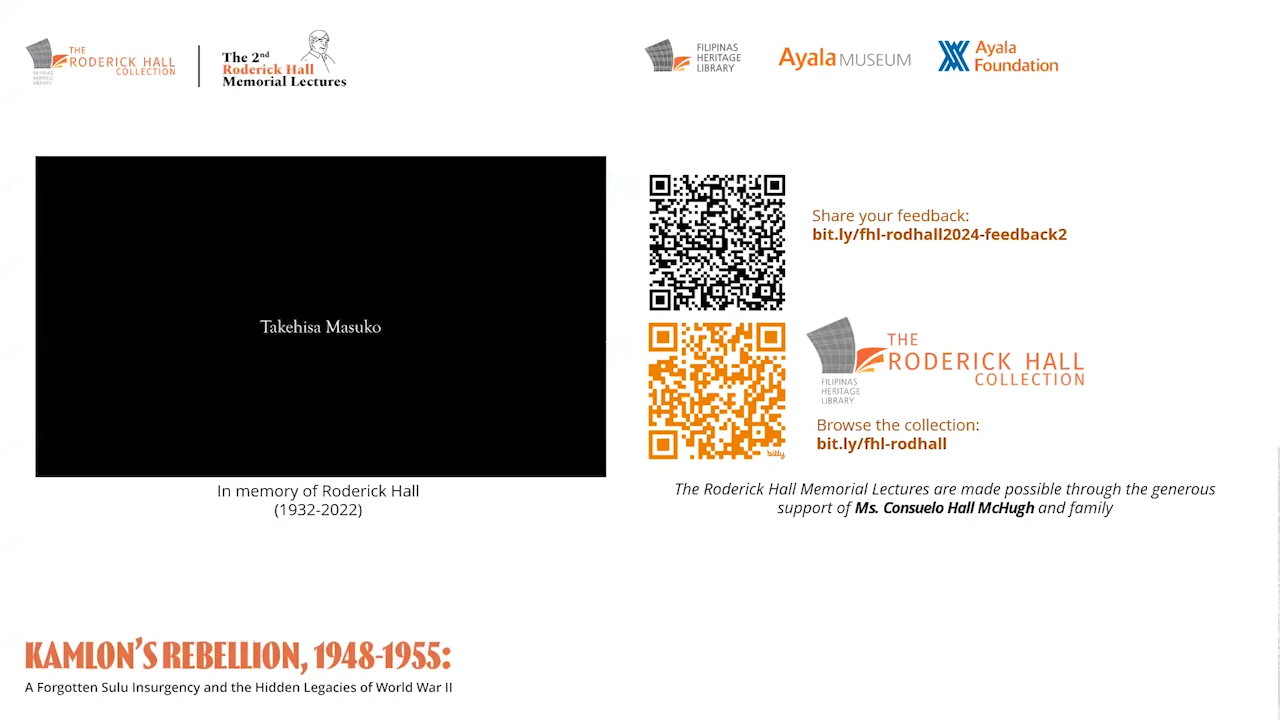 THE
RODERICK HALL
COLLECTION
FILIPINAS
HERITAGE
LIBRARY
The 2nd
Roderick Hall
Memorial Lectures
FILIPINAS
HERITAGE
LIBRARY
Ayala MUSEUM
Ayala
Foundation
Takehisa Masuko
In memory of Roderick Hall
(1932-2022)
Share your feedback:
bit.ly/fhl-rodhall2024-feedback2
bitly
THE
RODERICK HALL
COLLECTION
FILIPINAS
HERITAGE
LIBRARY
Browse the collection:
bit.ly/fhl-rodhall
The Roderick Hall Memorial Lectures are made possible through the generous
support of Ms. Consuelo Hall McHugh and family
KAMLON'S REBELLION, 1948-1955:
A Forgotten Sulu Insurgency and the Hidden Legacies of World War II